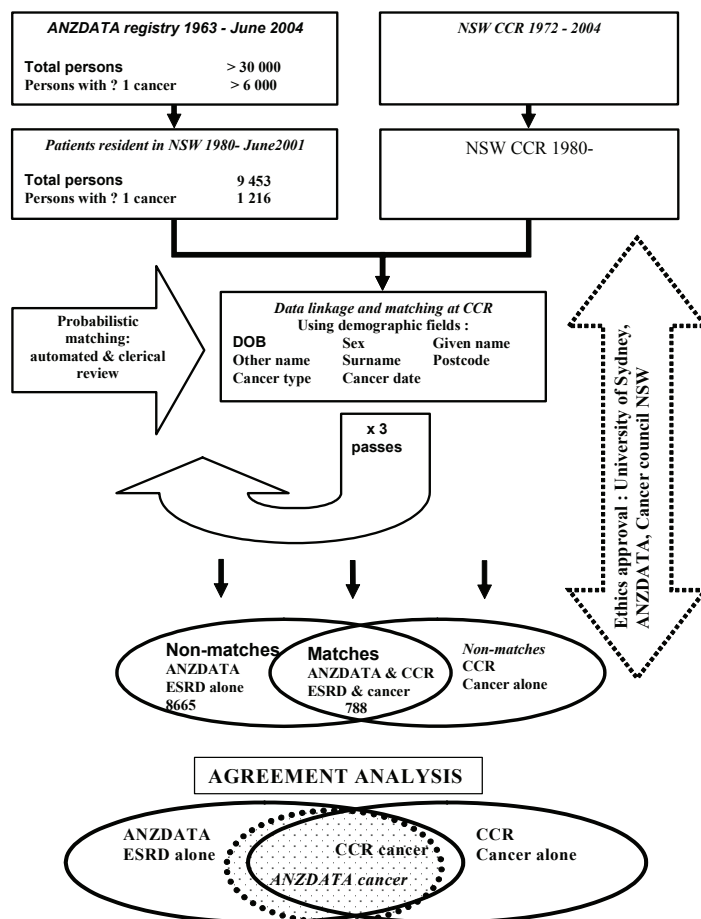 ANZDATA registry 1963 - June 2004
Total persons > 30 000
Persons with ? 1 cancer > 6 000
NSW CCR 1972 - 2004
Patients resident in NSW 1980- June2001
Total persons 9 453
Persons with ? 1 cancer 1 216
NSW CCR 1980-
Probabilistic
matching:
automated & clerical
review
Data linkage and matching at CCR
Using demographic fields :
DOB Sex Given name
Other name Surname Postcode
Cancer type Cancer date
x 3
passes
Ethics approval : University of Sydney,
ANZDATA, Cancer council NSW
Non-matches
ANZDATA
ESRD alone
8665
Matches
ANZDATA & CCR
ESRD & cancer
788
Non-matches
CCR
Cancer alone
AGREEMENT ANALYSIS
ANZDATA
ESRD alone
CCR cancer
ANZDATA cancer
CCR
Cancer alone